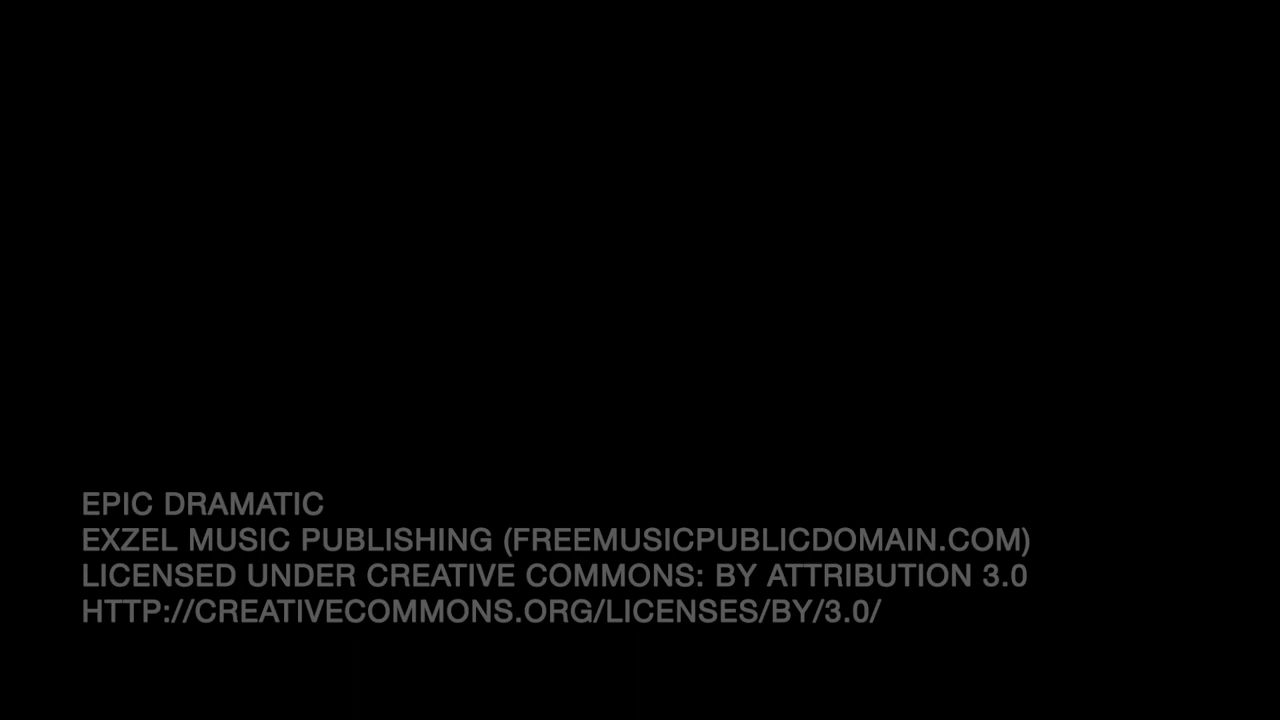 EPIC DRAMATIC
EXZEL MUSIC PUBLISHING (FREEMUSICPUBLICDOMAIN.COM)
LICENSED UNDER CREATIVE COMMONS: BY ATTRIBUTION 3.0
HTTP://CREATIVECOMMONS.ORG/LICENSES/BY/3.0/